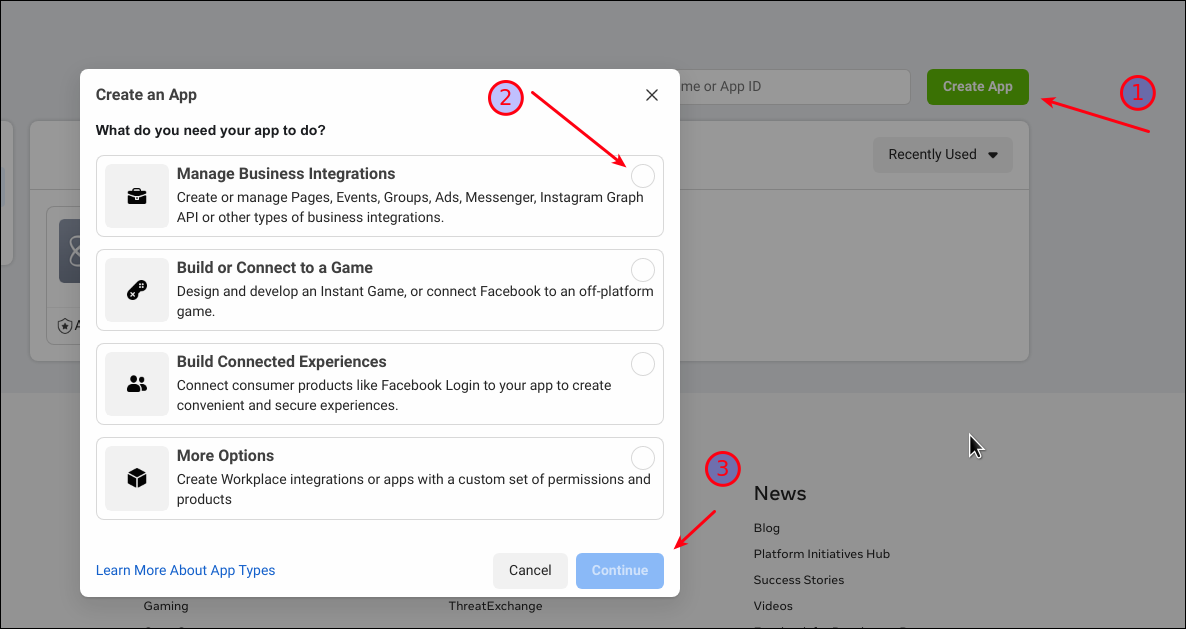 Create an App
2
me or App ID
Create App
1
What do you need your app to do?
Recently Used
Manage Business Integrations
Create or manage Pages, Events, Groups, Ads, Messenger, Instagram Graph
API or other types of business integrations.
Build or Connect to a Game
Design and develop an Instant Game, or connect Facebook to an off-platform
game.
A
Build Connected Experiences
Connect consumer products like Facebook Login to your app to create
convenient and secure experiences.
More Options
Create Workplace integrations or apps with a custom set of permissions and
products
3
Learn More About App Types
Cancel
Continue
Gaming
ThreatExchange
News
Blog
Platform Initiatives Hub
Success Stories
Videos